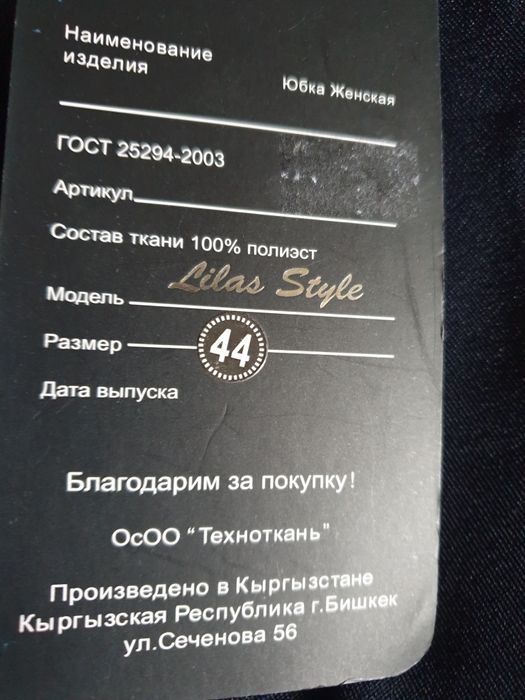 Наименование
изделия
Юбка Женская
ГОСТ 25294-2003
Артикул
Состав ткани 100% полиэст
Lilas Style
Модель
Размер 44
Дата выпуска
Благодарим за покупку!
ОсОО "Техноткань"
Произведено в Кыргызстане
Кыргызская Республика г.Бишкек
ул.Сеченова 56